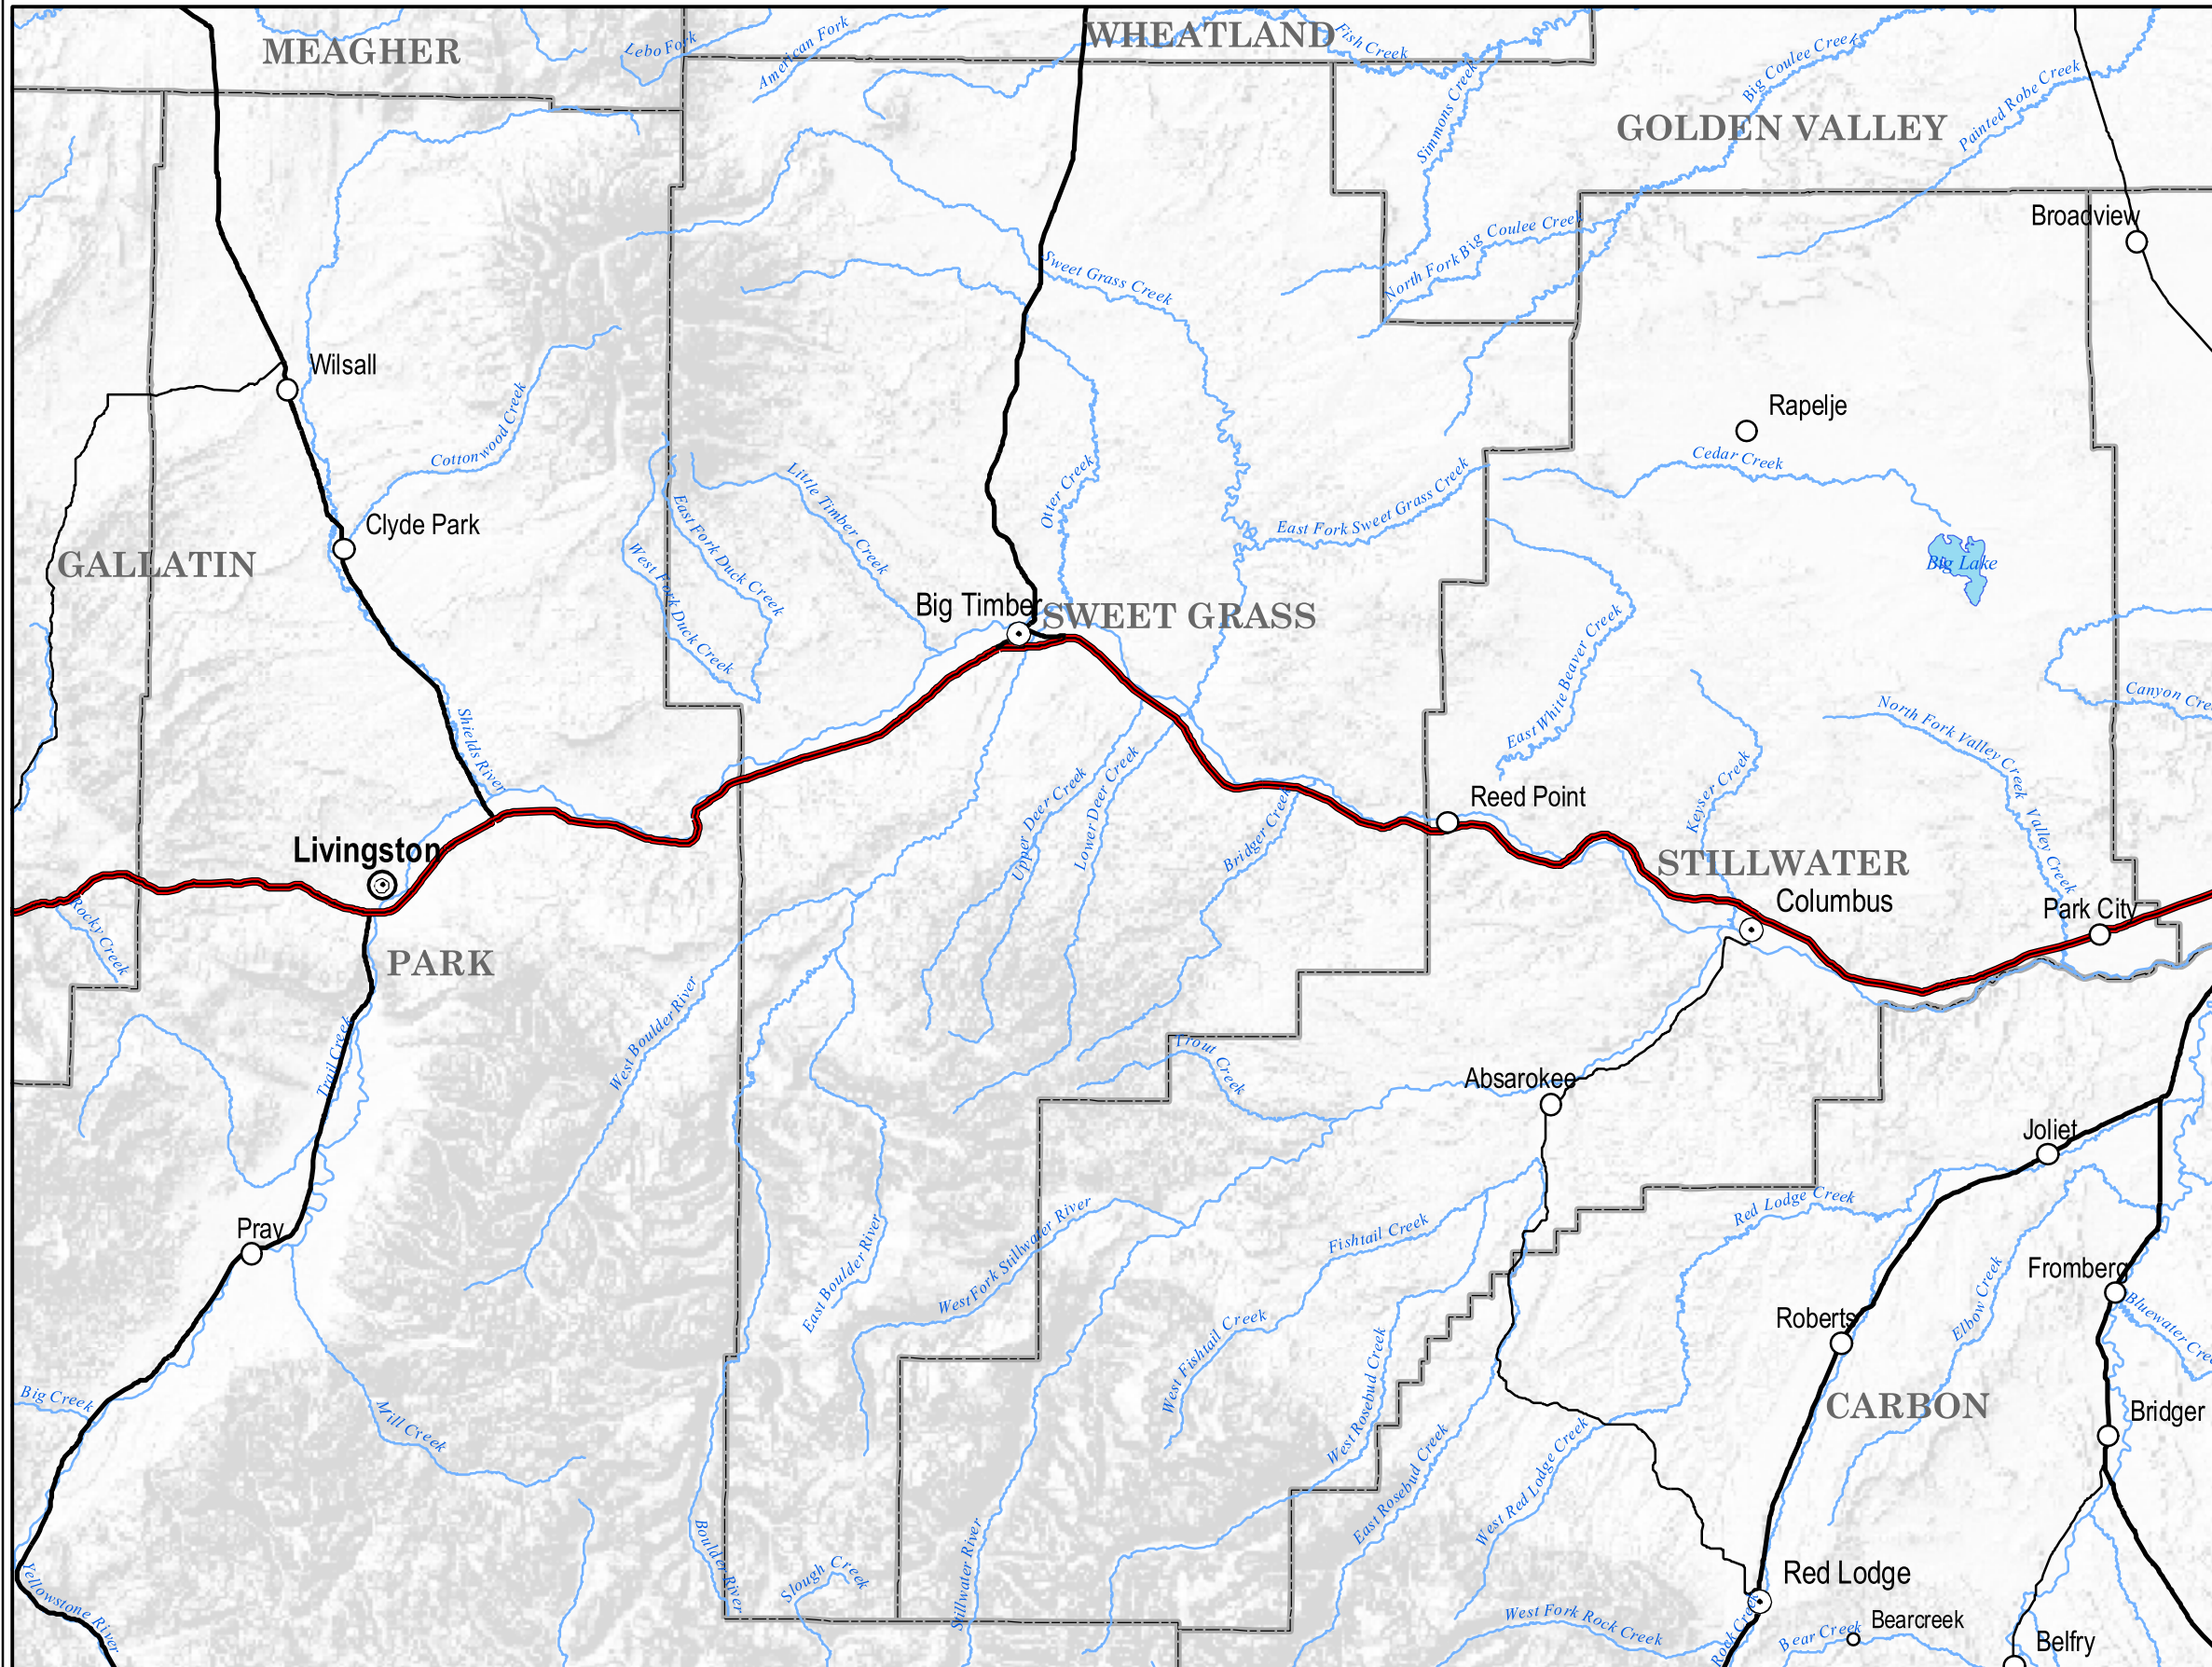 MEAGHER
Lebo Fork
American Fork
WHEATLAND
Fish Creek
Simmons Creek
Big Coulee Creek
Painted Robe Creek
GOLDEN VALLEY
Broadview
North Fork Big Coulee Creek
Sweet Grass Creek
Wilsall
Cottonwood Creek
Rapelje
Cedar Creek
Clyde Park
GALLATIN
Little Timber Creek
Otter Creek
East Fork Sweet Grass Creek
East Fork Duck Creek
West Fork Duck Creek
Big Lake
Big Timber
SWEET GRASS
East White Beaver Creek
Canyon Cre
North Fork Valley Creek
Shields River
Upper Deer Creek
Lower Deer Creek
Bridger Creek
Reed Point
Keyser Creek
Valley Creek
Livingston
STILLWATER
Columbus
Park City
Rocky Creek
PARK
West Boulder River
Trail Creek
Trout Creek
Absarokee
Joliet
Pray
East Boulder River
West Fork Stillwater River
Fishtail Creek
Red Lodge Creek
Elbow Creek
Fromberg
Bluewater Cre
West Fishtail Creek
West Rosebud Creek
Roberts
CARBON
Bridger
Big Creek
Mill Creek
East Rosebud Creek
West Red Lodge Creek
Boulder River
Slough Creek
Stillwater River
Yellowstone River
Red Lodge
Rock Creek
West Fork Rock Creek
Bear Creek
Bearcreek
Belfry